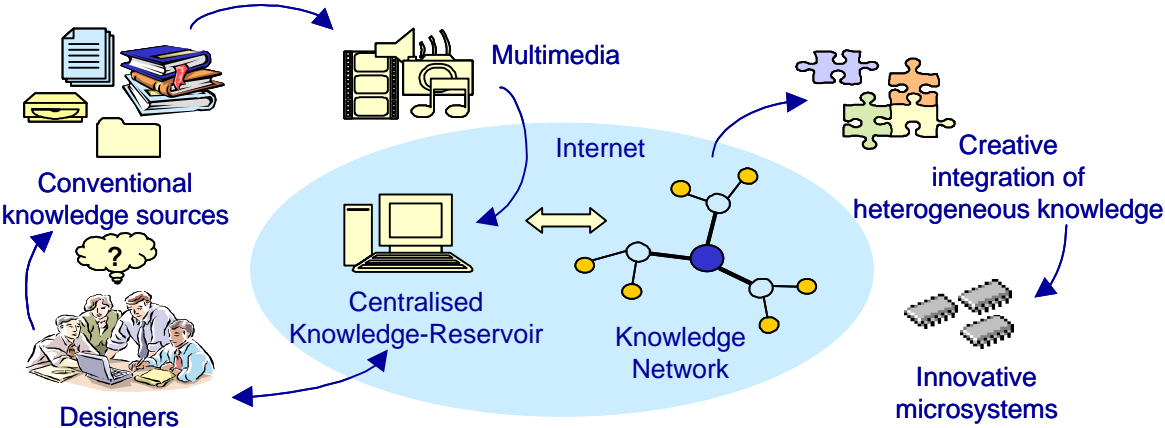 Multimedia
Internet
Conventional
knowledge sources
?
Designers
Centralised
Knowledge-Reservoir
Knowledge
Network
Creative
integration of
heterogeneous knowledge
Innovative
microsystems